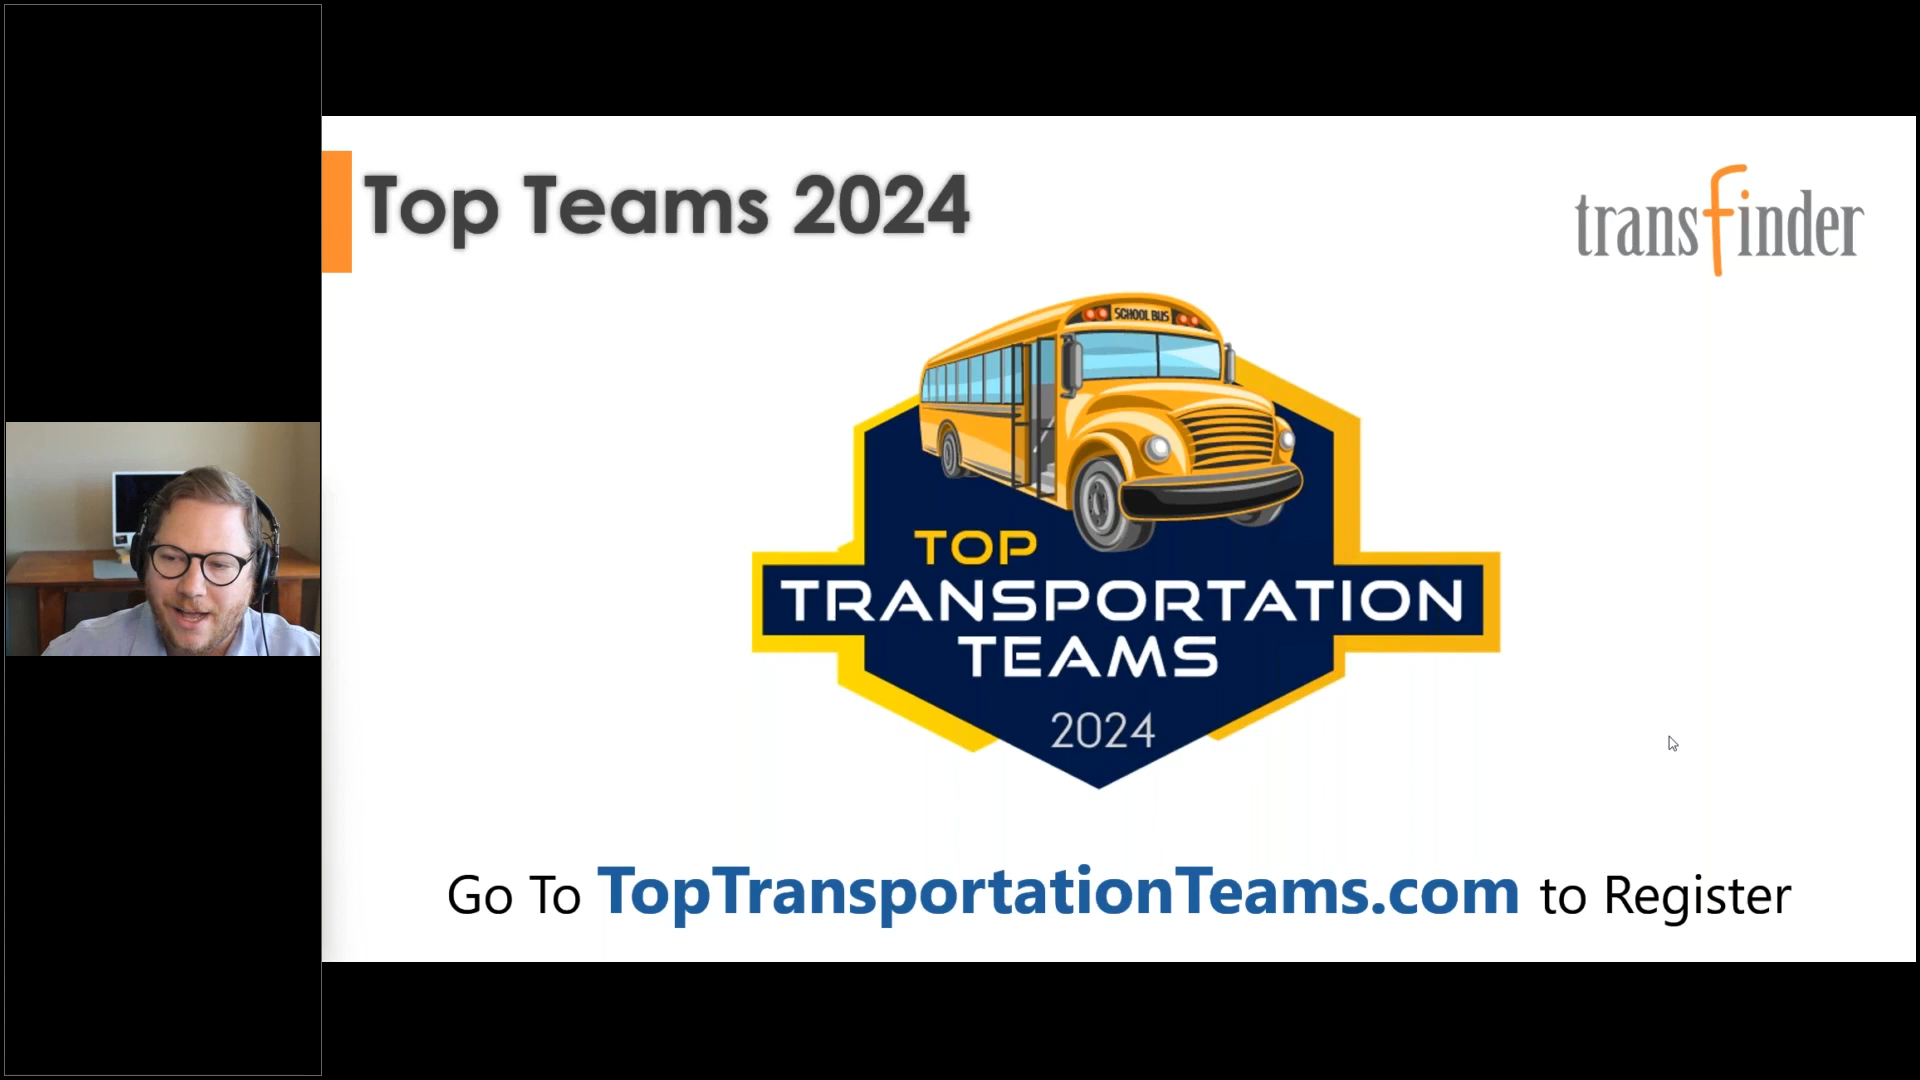 Top Teams 2024
transfinder
SCHOOL BUS
TOP
TRANSPORTATION
TEAMS
2024
Go To TopTransportationTeams.com to Register